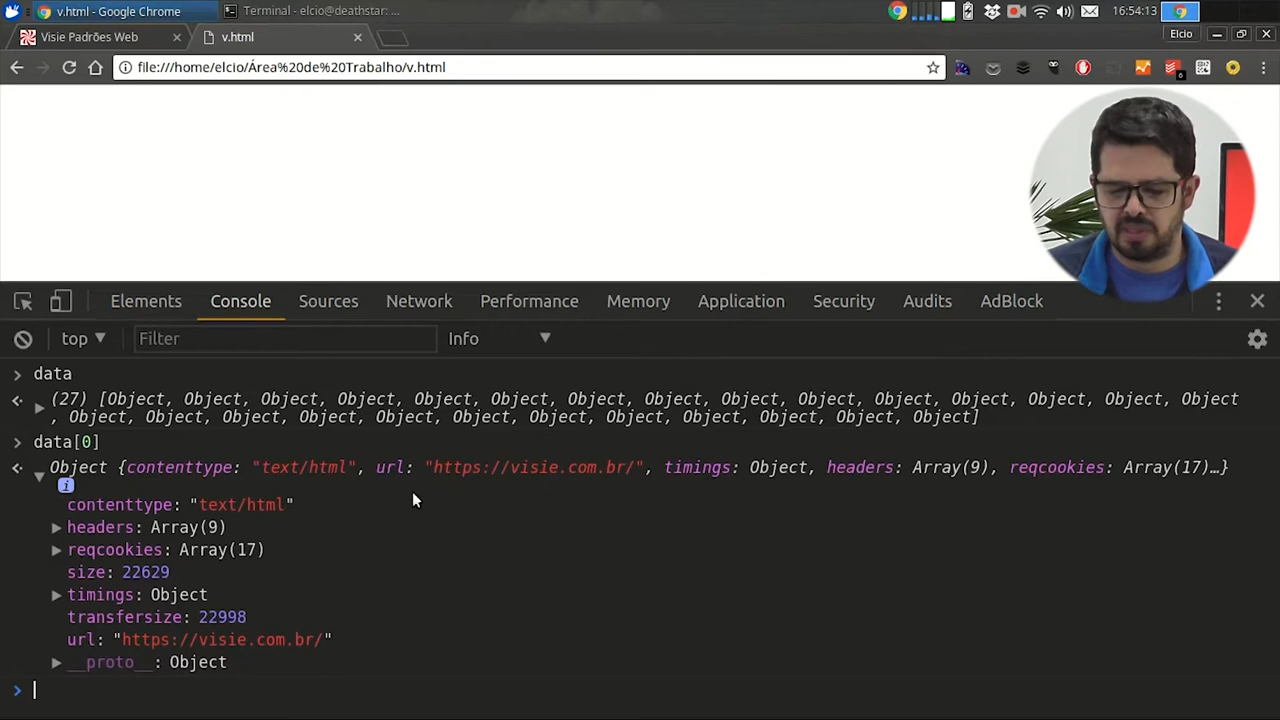 v.html - Google Chrome
Terminal - elcio@deathstar: ...
16:54:13
Visie Padrões Web
v.html
Elcio
file:///home/elcio/Área%20de%20Trabalho/v.html
6
Elements Console Sources Network Performance Memory Application Security Audits AdBlock
top Filter Info
data
(27) [Object, Object, Object, Object, Object, Object, Object, Object, Object, Object, Object, Object, Object, Object, Object
, Object, Object, Object, Object, Object, Object, Object, Object, Object, Object, Object, Object]
data[0]
Object {contenttype: "text/html", url: "https://visie.com.br/", timings: Object, headers: Array(9), reqcookies: Array(17)…}
i
contenttype: "text/html"
headers: Array(9)
reqcookies: Array(17)
size: 22629
timings: Object
transfersize: 22998
url: "https://visie.com.br/"
__proto__: Object